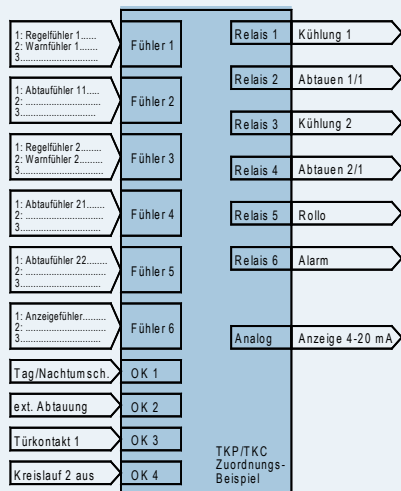 1: Regelfühler 1......
2: Warnfühler 1.......
3............................
Fühler 1
1: Abtaufühler 11.....
2: ..........................
3............................
Fühler 2
1: Regelfühler 2.......
2: Warnfühler 2........
3............................
Fühler 3
1: Abtaufühler 21.....
2: ..........................
3............................
Fühler 4
1: Abtaufühler 22.......
2: ..........................
3............................
Fühler 5
1: Anzeigefühler........
2: ..........................
3............................
Fühler 6
Tag/Nachtumsch.
OK 1
ext. Abtauung
OK 2
Türkontakt 1
OK 3
Kreislauf 2 aus
OK 4
Relais 1
Kühlung 1
Relais 2
Abtauen 1/1
Relais 3
Kühlung 2
Relais 4
Abtauen 2/1
Relais 5
Rollo
Relais 6
Alarm
Analog
Anzeige 4-20 mA
TKP/TKC
Zuordnungs-
Beispiel